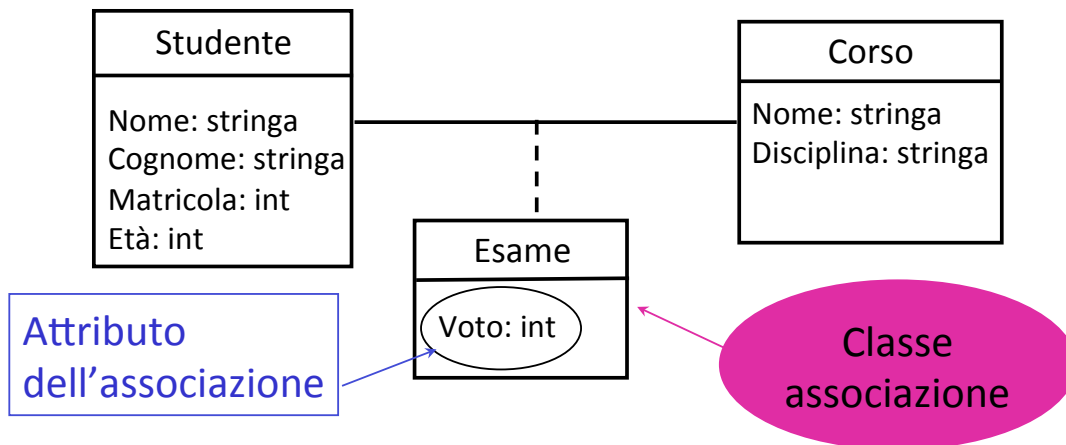 Studente
Nome: stringa
Cognome: stringa
Matricola: int
Età: int
Corso
Nome: stringa
Disciplina: stringa
Esame
Voto: int
Attributo
dell’associazione
Classe
associazione